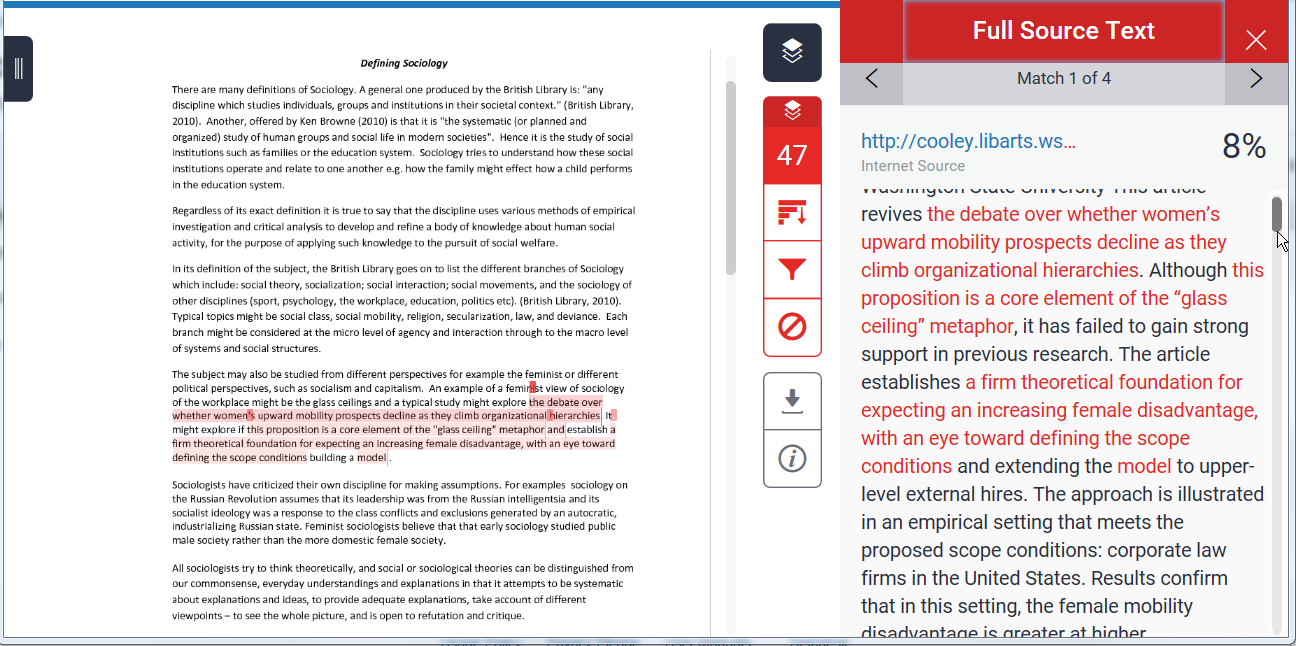 Defining Sociology
There are many definitions of Sociology. A general one produced by the British Library is: "any
discipline which studies individuals, groups and institutions in their societal context." (British Library,
2010). Another, offered by Ken Browne (2010) is that it is "the systematic (or planned and
organized) study of human groups and social life in modern societies". Hence it is the study of social
institutions such as families or the education system. Sociology tries to understand how these social
institutions operate and relate to one another e.g. how the family might effect how a child performs
in the education system.
Regardless of its exact definition it is true to say that the discipline uses various methods of empirical
investigation and critical analysis to develop and refine a body of knowledge about human social
activity, for the purpose of applying such knowledge to the pursuit of social welfare.
In its definition of the subject, the British Library goes on to list the different branches of Sociology
which include: social theory, socialization; social interaction; social movements, and the sociology of
other disciplines (sport, psychology, the workplace, education, politics etc). (British Library, 2010).
Typical topics might be social class, social mobility, religion, secularization, law, and deviance. Each
branch might be considered at the micro level of agency and interaction through to the macro level
of systems and social structures.
The subject may also be studied from different perspectives for example the feminist or different
political perspectives, such as socialism and capitalism. An example of a feminist view of sociology
of the workplace might be the glass ceilings and a typical study might explore the debate over
whether women's upward mobility prospects decline as they climb organizational hierarchies. It
might explore if this proposition is a core element of the "glass ceiling" metaphor and establish a
firm theoretical foundation for expecting an increasing female disadvantage, with an eye toward
defining the scope conditions building a model .
Sociologists have criticized their own discipline for making assumptions. For examples sociology on
the Russian Revolution assumes that its leadership was from the Russian intelligentsia and its
socialist ideology was a response to the class conflicts and exclusions generated by an autocratic,
industrializing Russian state. Feminist sociologists believe that that early sociology studied public
male society rather than the more domestic female society.
All sociologists try to think theoretically, and social or sociological theories can be distinguished from
our commonsense, everyday understandings and explanations in that it attempts to be systematic
about explanations and ideas, to provide adequate explanations, take account of different
viewpoints – to see the whole picture, and is open to refutation and critique.
47
Full Source Text
Match 1 of 4
http://cooley.libarts.ws...
8%
Internet Source
Washington State University This article
revives the debate over whether women's
upward mobility prospects decline as they
climb organizational hierarchies. Although this
proposition is a core element of the “glass
ceiling” metaphor, it has failed to gain strong
support in previous research. The article
establishes a firm theoretical foundation for
expecting an increasing female disadvantage,
with an eye toward defining the scope
conditions and extending the model to upper-
level external hires. The approach is illustrated
in an empirical setting that meets the
proposed scope conditions: corporate law
firms in the United States. Results confirm
that in this setting, the female mobility
disadvantage is greater at higher